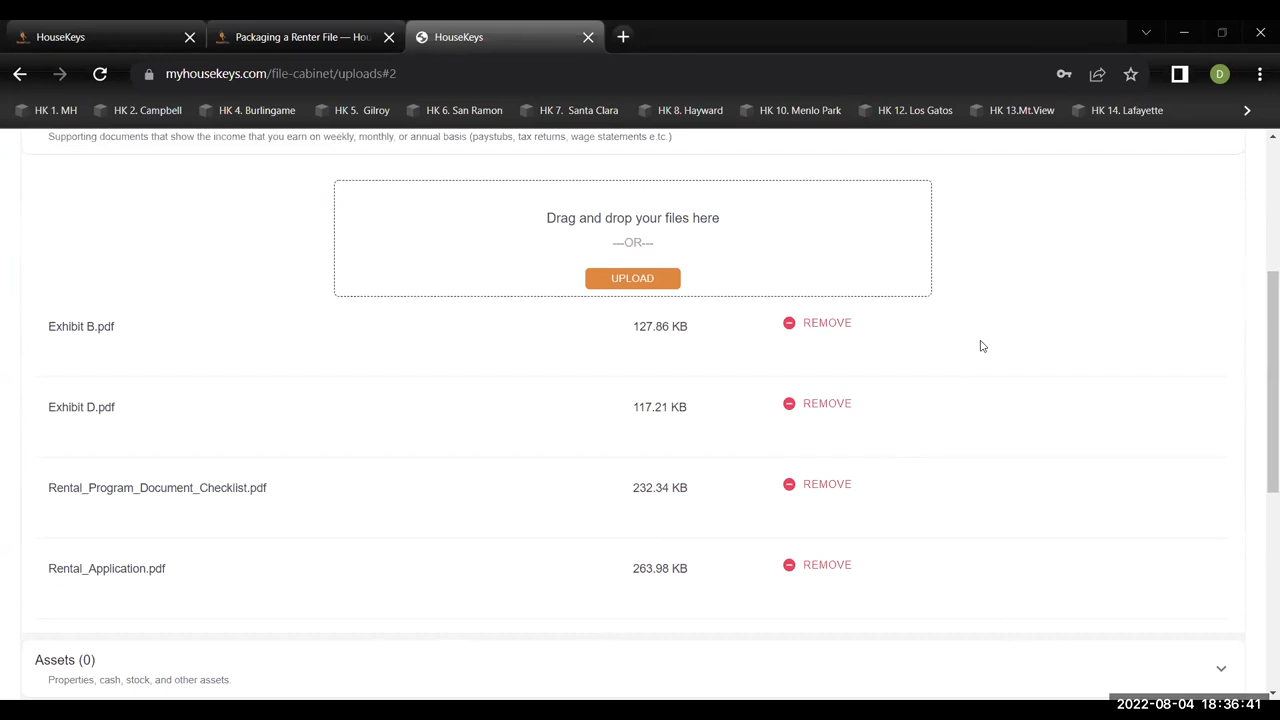 HouseKeys
Packaging a Renter File — Hou
HouseKeys
myhousekeys.com/file-cabinet/uploads#2
D
HK 1. MH
HK 2. Campbell
HK 4. Burlingame
HK 5. Gilroy
HK 6. San Ramon
HK 7. Santa Clara
HK 8. Hayward
HK 10. Menlo Park
HK 12. Los Gatos
HK 13.Mt.View
HK 14. Lafayette
Supporting documents that show the income that you earn on weekly, monthly, or annual basis (paystubs, tax returns, wage statements e.tc.)
Drag and drop your files here
---OR---
UPLOAD
Exhibit B.pdf 127.86 KB REMOVE
Exhibit D.pdf 117.21 KB REMOVE
Rental_Program_Document_Checklist.pdf 232.34 KB REMOVE
Rental_Application.pdf 263.98 KB REMOVE
Assets (0)
Properties, cash, stock, and other assets.
2022-08-04 18:36:41